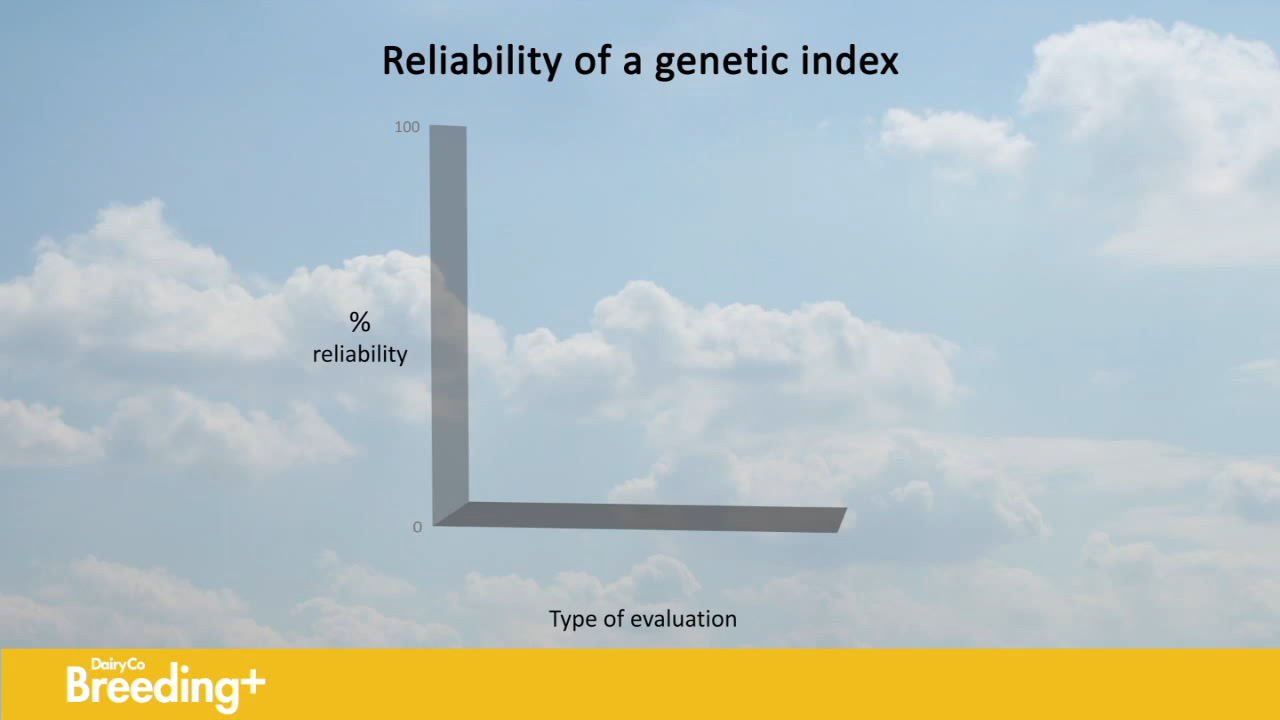 Reliability of a genetic index
100
%
reliability
0
Type of evaluation
DairyCo
Breeding+